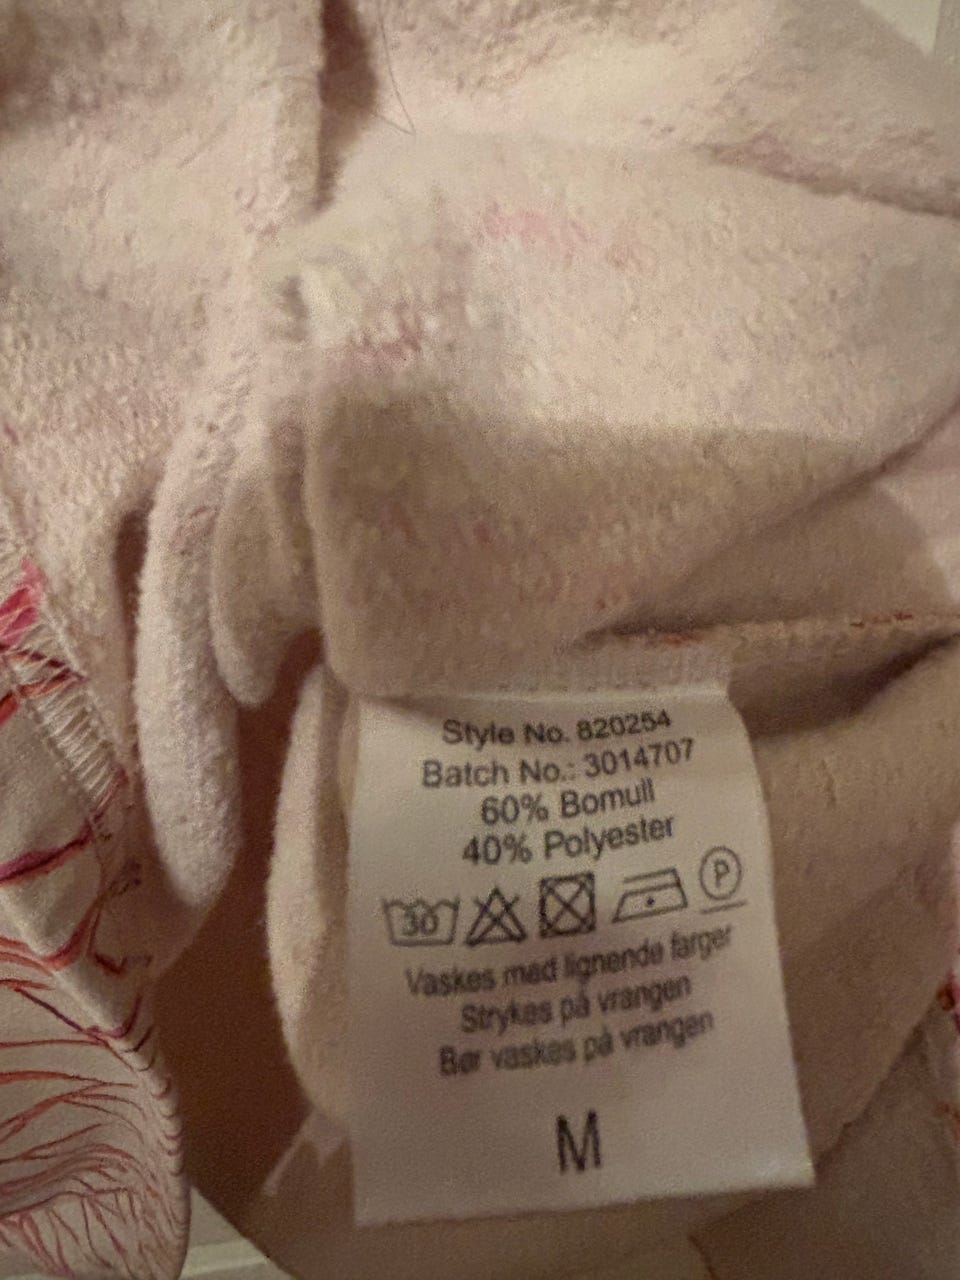 Style No. 820254
Batch No.: 3014707
60% Bomull
40% Polyester
30 P
Vaskes med lignende farger
Strykes på vrangen
Bør vaskes på vrangen
M